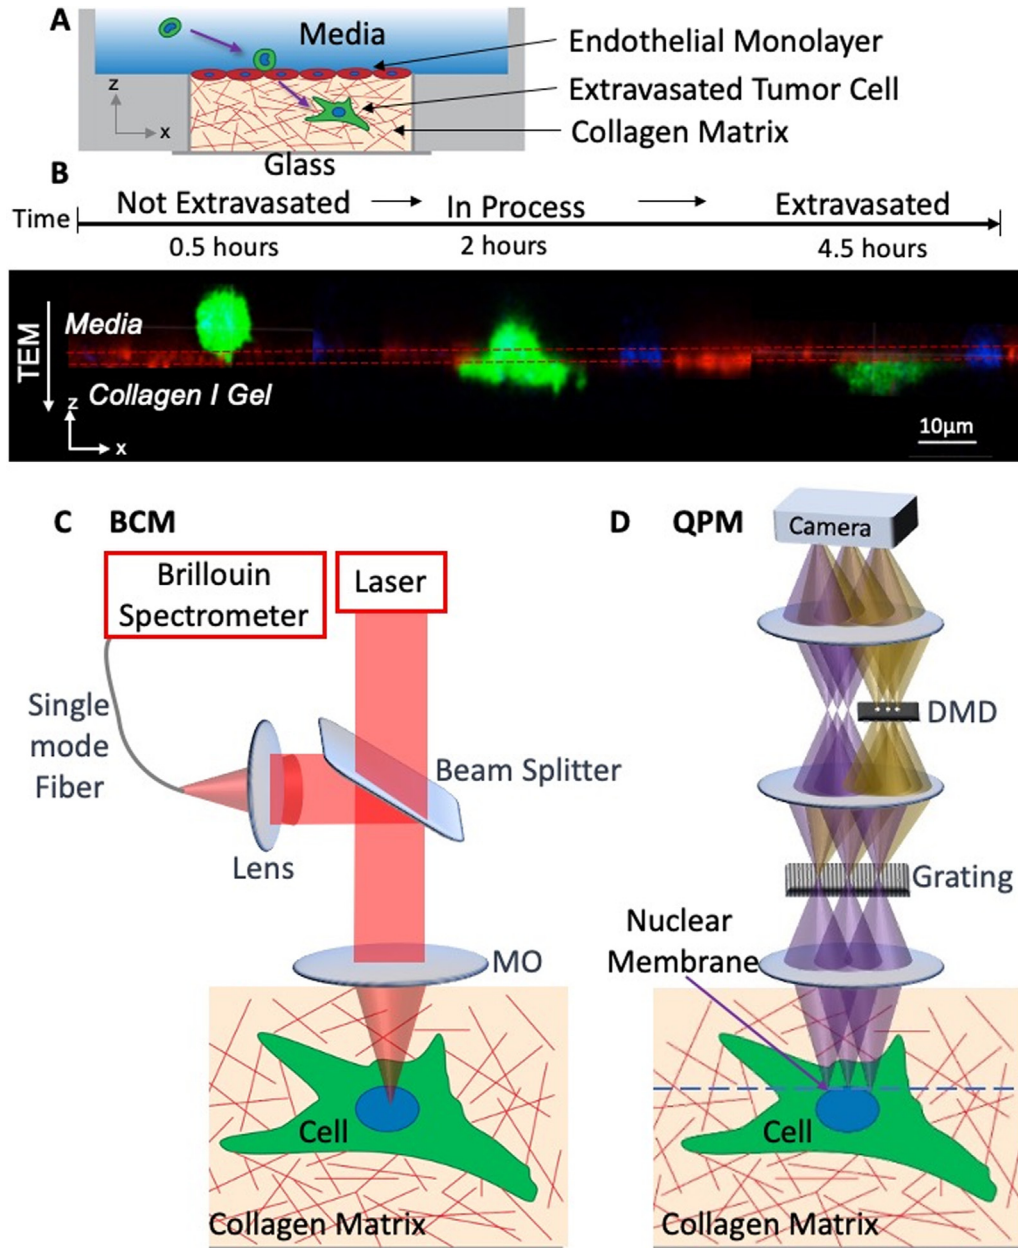 A
Media
Endothelial Monolayer
Extravasated Tumor Cell
Collagen Matrix
z
x
Glass
B
Not Extravasated
In Process
Extravasated
Time
0.5 hours
2 hours
4.5 hours
TEM
Media
Collagen I Gel
z
x
10μm
C BCM
Brillouin
Spectrometer
Laser
Single
mode
Fiber
Beam Splitter
Lens
MO
Cell
Collagen Matrix
D QPM
Camera
DMD
Grating
Nuclear
Membrane
Cell
Collagen Matrix